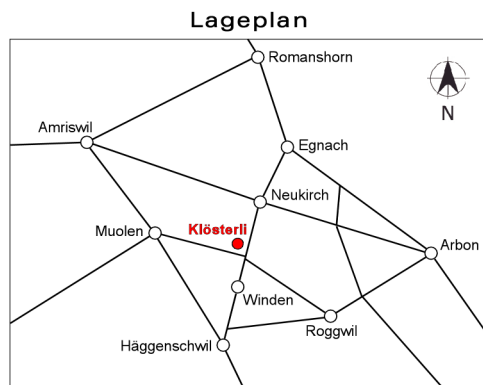 Lageplan
Romanshorn
N
Amriswil
Egnach
Neukirch
Klösterli
Muolen
Arbon
Winden
Roggwil
Häggenschwil